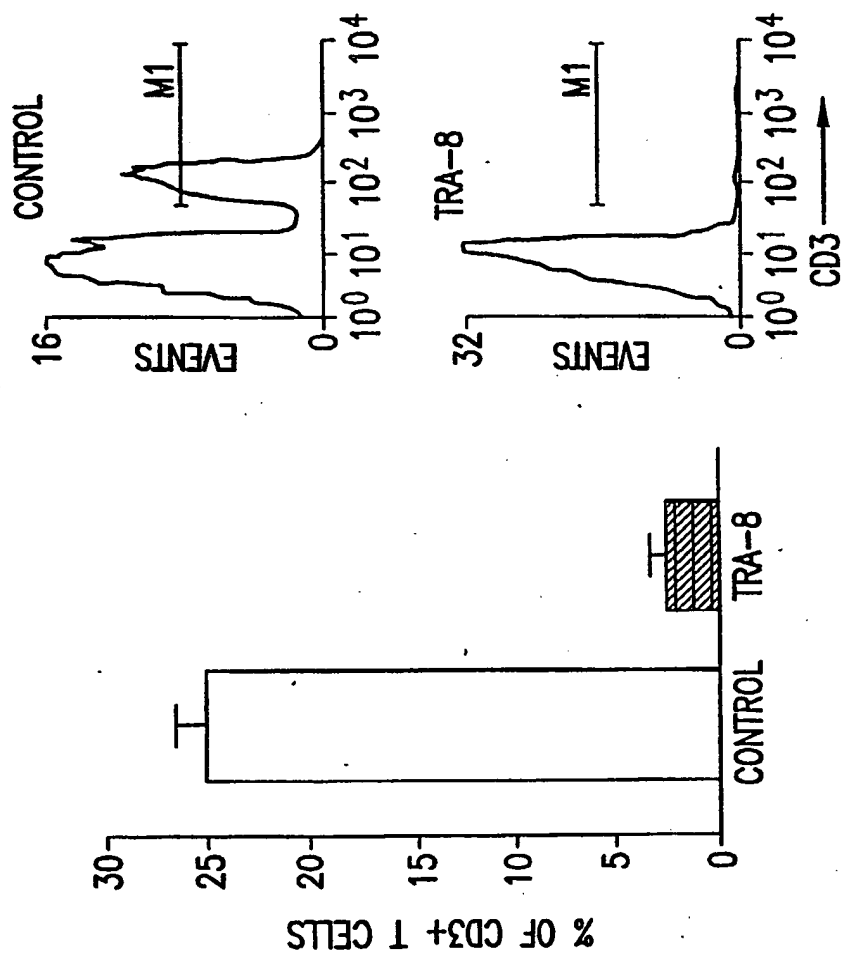 % OF CD3+ T CELLS
30
25
20
15
10
5
0
CONTROL
TRA-8
CONTROL
EVENTS
16
0
M1
10^0 10^1 10^2 10^3 10^4
TRA-8
EVENTS
32
0
M1
10^0 10^1 10^2 10^3 10^4
CD3